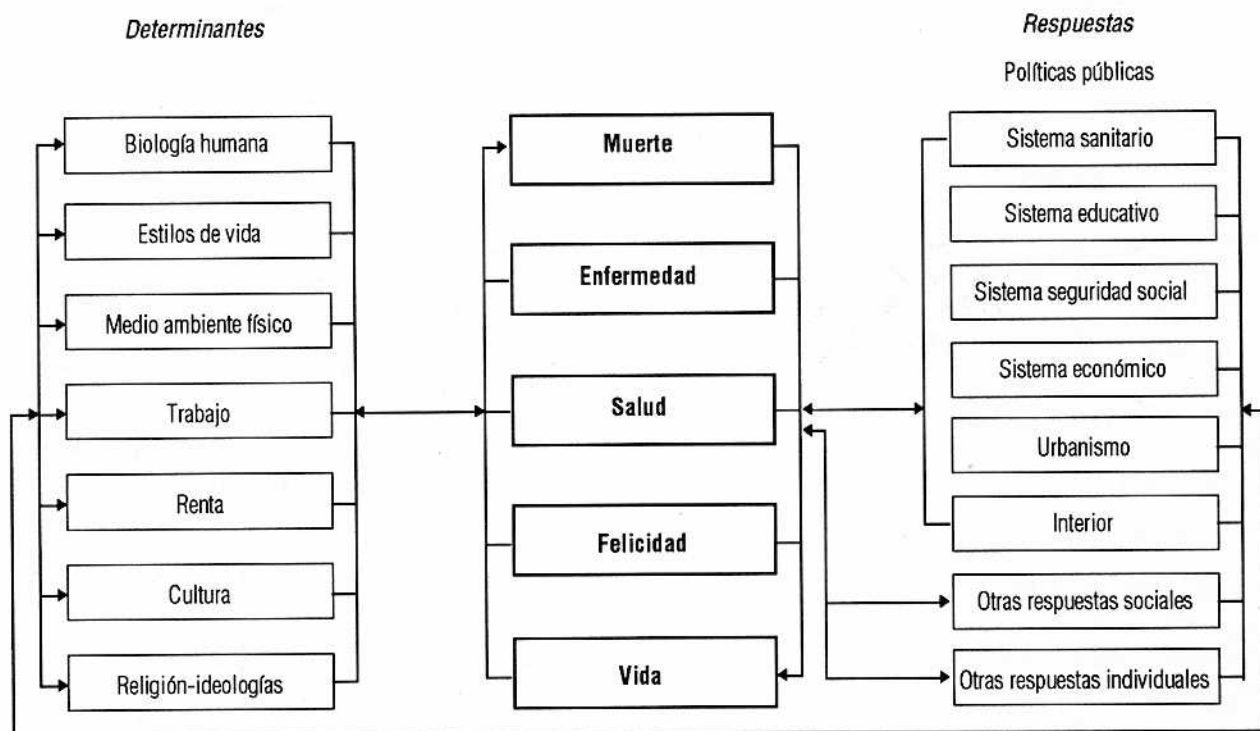 Determinantes
Biología humana
Estilos de vida
Medio ambiente físico
Trabajo
Renta
Cultura
Religión-ideologías
Muerte
Enfermedad
Salud
Felicidad
Vida
Respuestas
Políticas públicas
Sistema sanitario
Sistema educativo
Sistema seguridad social
Sistema económico
Urbanismo
Interior
Otras respuestas sociales
Otras respuestas individuales